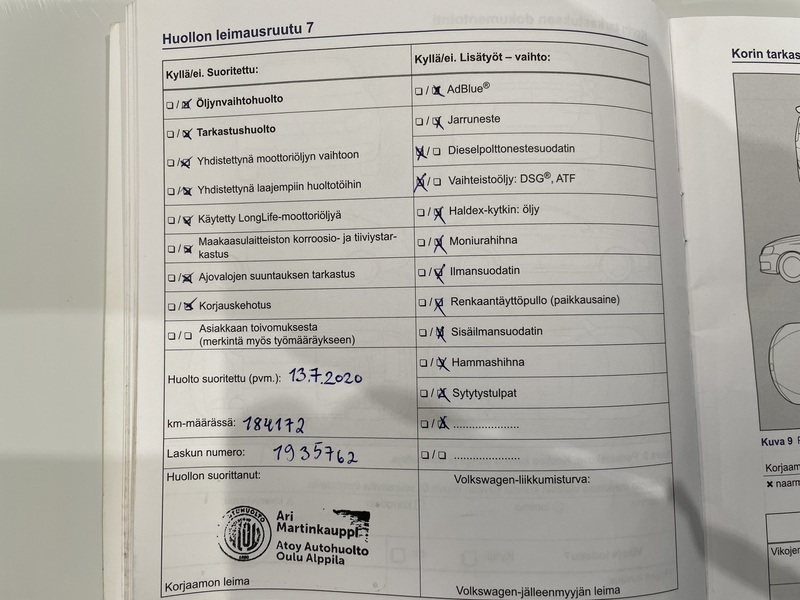 Huollon leimausruutu 7
Kyllä/ei. Suoritettu:
☐ / ☒ Öljynvaihtohuolto
☐ / ☒ Tarkastushuolto
☐ / ☒ Yhdistettynä moottoriöljyn vaihtoon
☐ / ☒ Yhdistettynä laajempiin huoltotöihin
☐ / ☒ Käytetty LongLife-moottoriöljyä
☐ / ☒ Maakaasulaitteiston korroosio- ja tiiviystar-
kastus
☐ / ☒ Ajovalojen suuntauksen tarkastus
☐ / ☒ Korjauskehotus
☐ / ☐ Asiakkaan toivomuksesta
(merkintä myös työmääräykseen)
Huolto suoritettu (pvm.): 13.7.2020
km-määrässä: 184172
Laskun numero: 1935762
Huollon suorittanut:
AUTOHUOLTO
Ari
Martinkauppi
Atoy Autohuolto
Oulu Alppila
Korjaamon leima
Kyllä/ei. Lisätyöt – vaihto:
☐ / ☒ AdBlue®
☐ / ☒ Jarruneste
☒ / ☐ Dieselpolttonestesuodatin
☒ / ☐ Vaihteistoöljy: DSG®, ATF
☐ / ☒ Haldex-kytkin: öljy
☐ / ☒ Moniurahihna
☐ / ☒ Ilmansuodatin
☐ / ☒ Renkaantäyttöpullo (paikkausaine)
☐ / ☒ Sisäilmansuodatin
☐ / ☒ Hammashihna
☐ / ☒ Sytytystulpat
☐ / ☒ .....................
☐ / ☐ .....................
Volkswagen-liikkumisturva:
Volkswagen-jälleenmyyjän leima
Korin tarkas
Kuva 9
Korjaam
✖ naarm
Vikojen